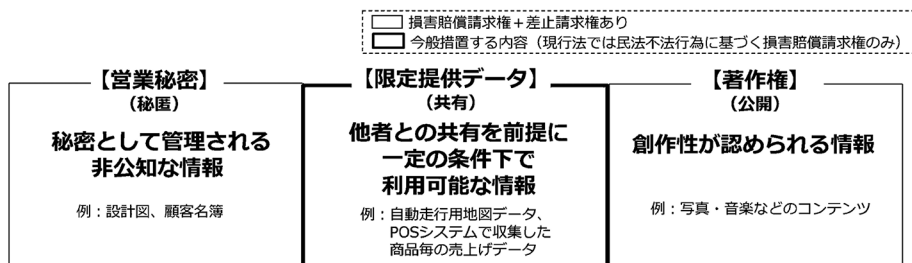 損害賠償請求権＋差止請求権あり
今般措置する内容（現行法では民法不法行為に基づく損害賠償請求権のみ）
【営業秘密】
（秘匿）
秘密として管理される
非公知な情報
例：設計図、顧客名簿
【限定提供データ】
（共有）
他者との共有を前提に
一定の条件下で
利用可能な情報
例：自動走行用地図データ、
POSシステムで収集した
商品毎の売上げデータ
【著作権】
（公開）
創作性が認められる情報
例：写真・音楽などのコンテンツ